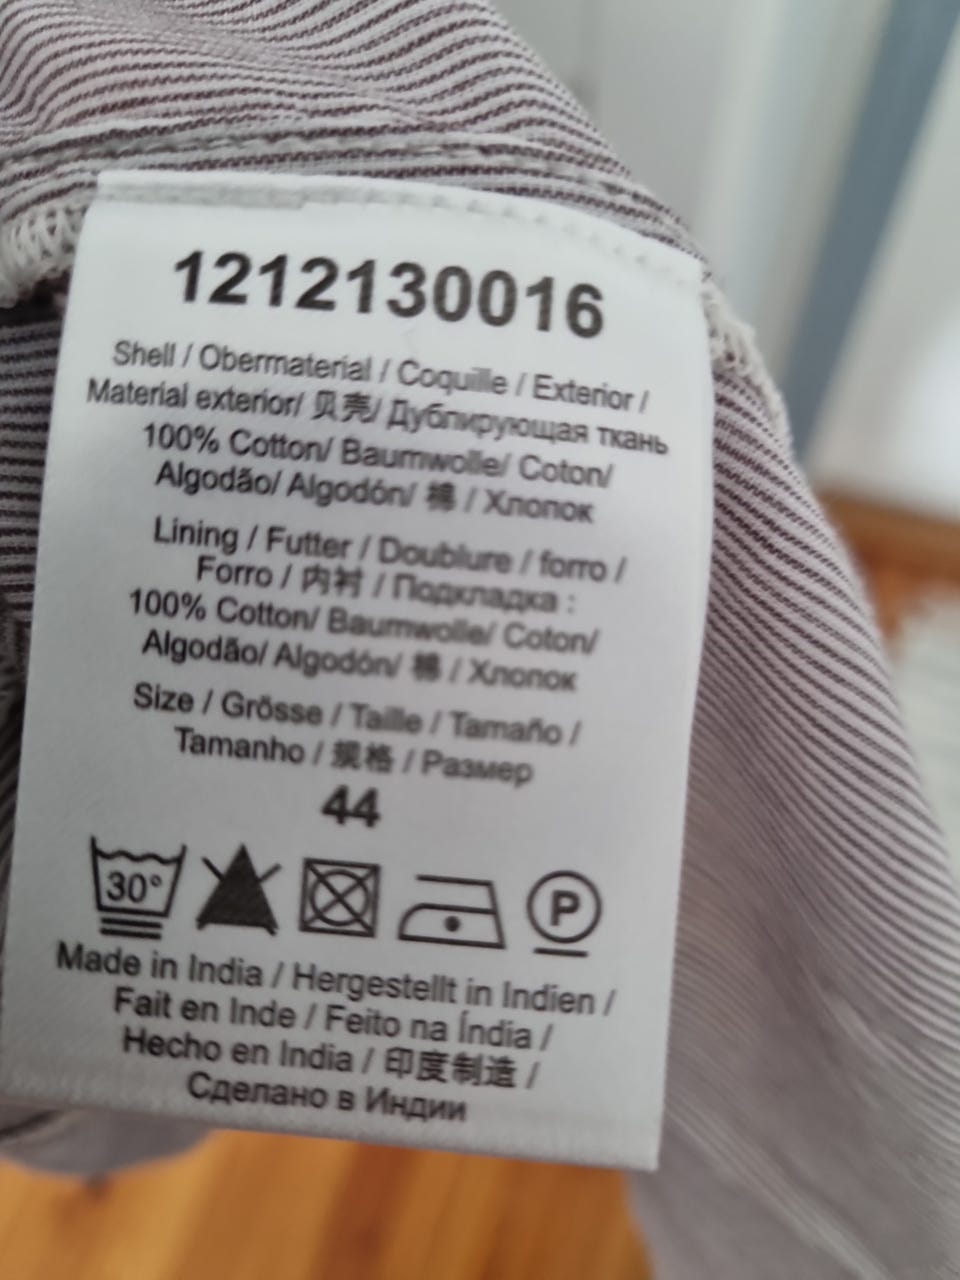 1212130016
Shell / Obermaterial / Coquille / Exterior /
Material exterior/ 贝壳/ Дублирующая ткань
100% Cotton/ Baumwolle/ Coton/
Algodão/ Algodón/ 棉 / Хлопок
Lining / Futter / Doublure / forro /
Forro / 内衬 / Подкладка :
100% Cotton/ Baumwolle/ Coton/
Algodão/ Algodón/ 棉 / Хлопок
Size / Grösse / Taille / Tamaño /
Tamanho / 规格 / Размер
44
30° P
Made in India / Hergestellt in Indien /
Fait en Inde / Feito na Índia /
Hecho en India / 印度制造 /
Сделано в Индии